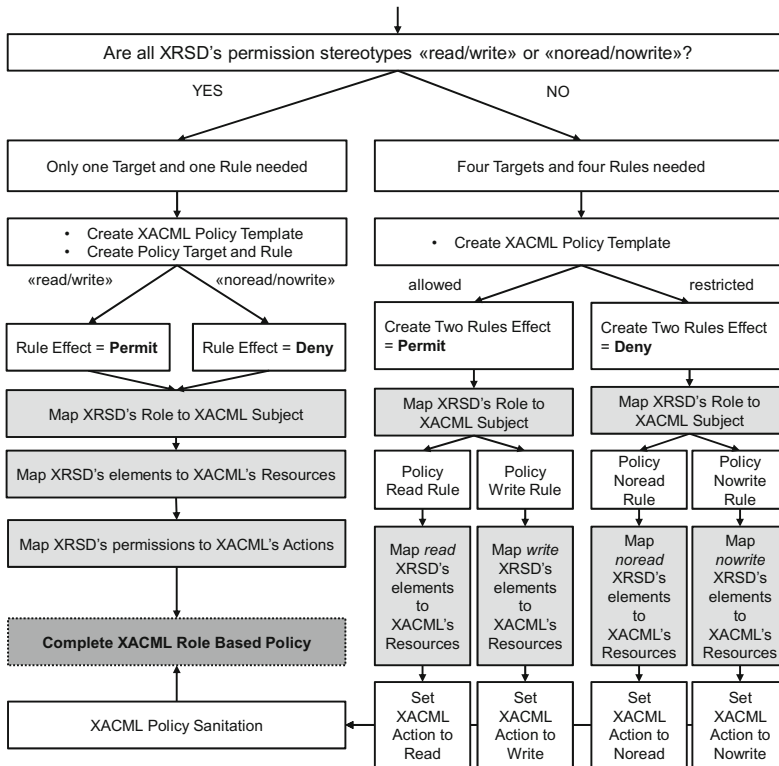 Are all XRSD's permission stereotypes «read/write» or «noread/nowrite»?
YES
NO
Only one Target and one Rule needed
Four Targets and four Rules needed
• Create XACML Policy Template
• Create Policy Target and Rule
• Create XACML Policy Template
«read/write»
«noread/nowrite»
allowed
restricted
Rule Effect = Permit
Rule Effect = Deny
Create Two Rules Effect
= Permit
Create Two Rules Effect
= Deny
Map XRSD's Role to XACML Subject
Map XRSD's Role to
XACML Subject
Map XRSD's Role to
XACML Subject
Map XRSD's elements to XACML's Resources
Policy
Read Rule
Policy
Write Rule
Policy
Noread
Rule
Policy
Nowrite
Rule
Map XRSD's permissions to XACML's Actions
Map read
XRSD's
elements
to
XACML's
Resources
Map write
XRSD's
elements
to
XACML's
Resources
Map
noread
XRSD's
elements to
XACML's
Resources
Map
nowrite
XRSD's
elements to
XACML's
Resources
Complete XACML Role Based Policy
XACML Policy Sanitation
Set
XACML
Action to
Read
Set
XACML
Action to
Write
Set
XACML
Action to
Noread
Set
XACML
Action to
Nowrite